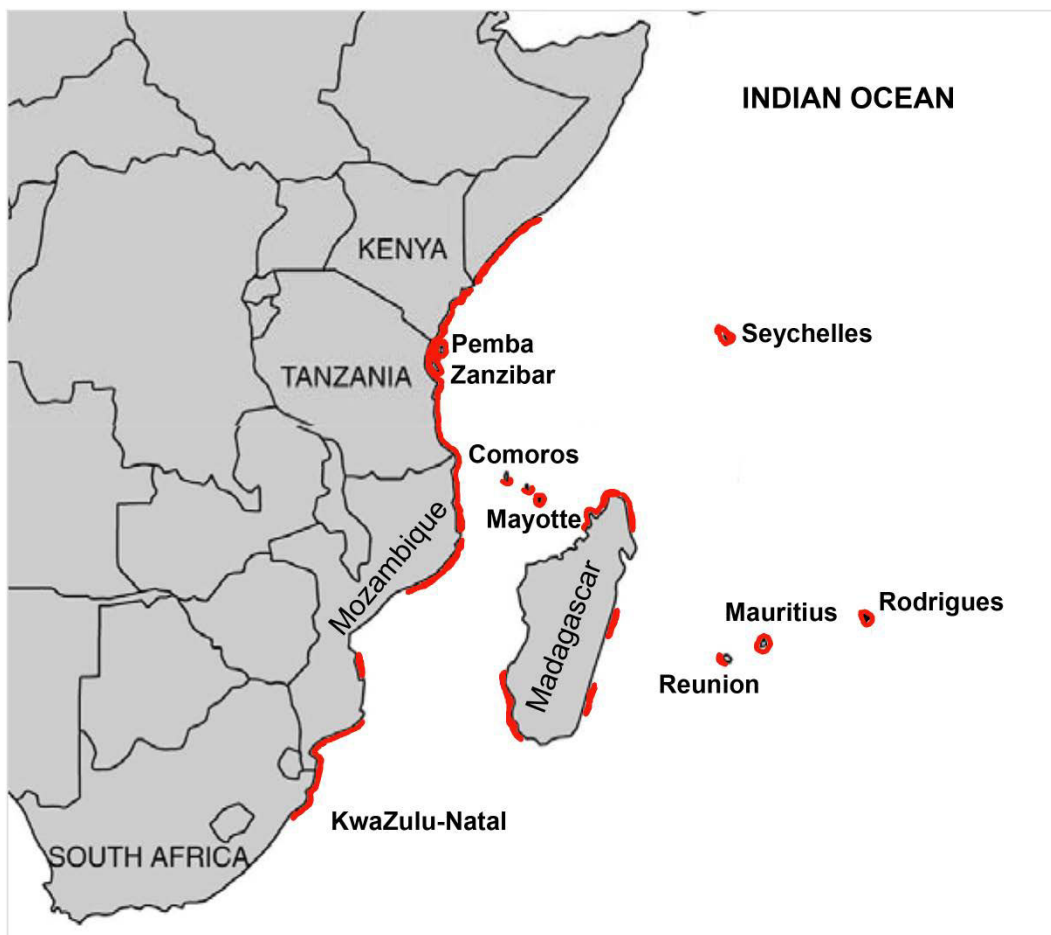 INDIAN OCEAN
KENYA
Seychelles
Pemba
Zanzibar
TANZANIA
Comoros
Mayotte
Mozambique
Madagascar
Rodrigues
Mauritius
Reunion
KwaZulu-Natal
SOUTH AFRICA